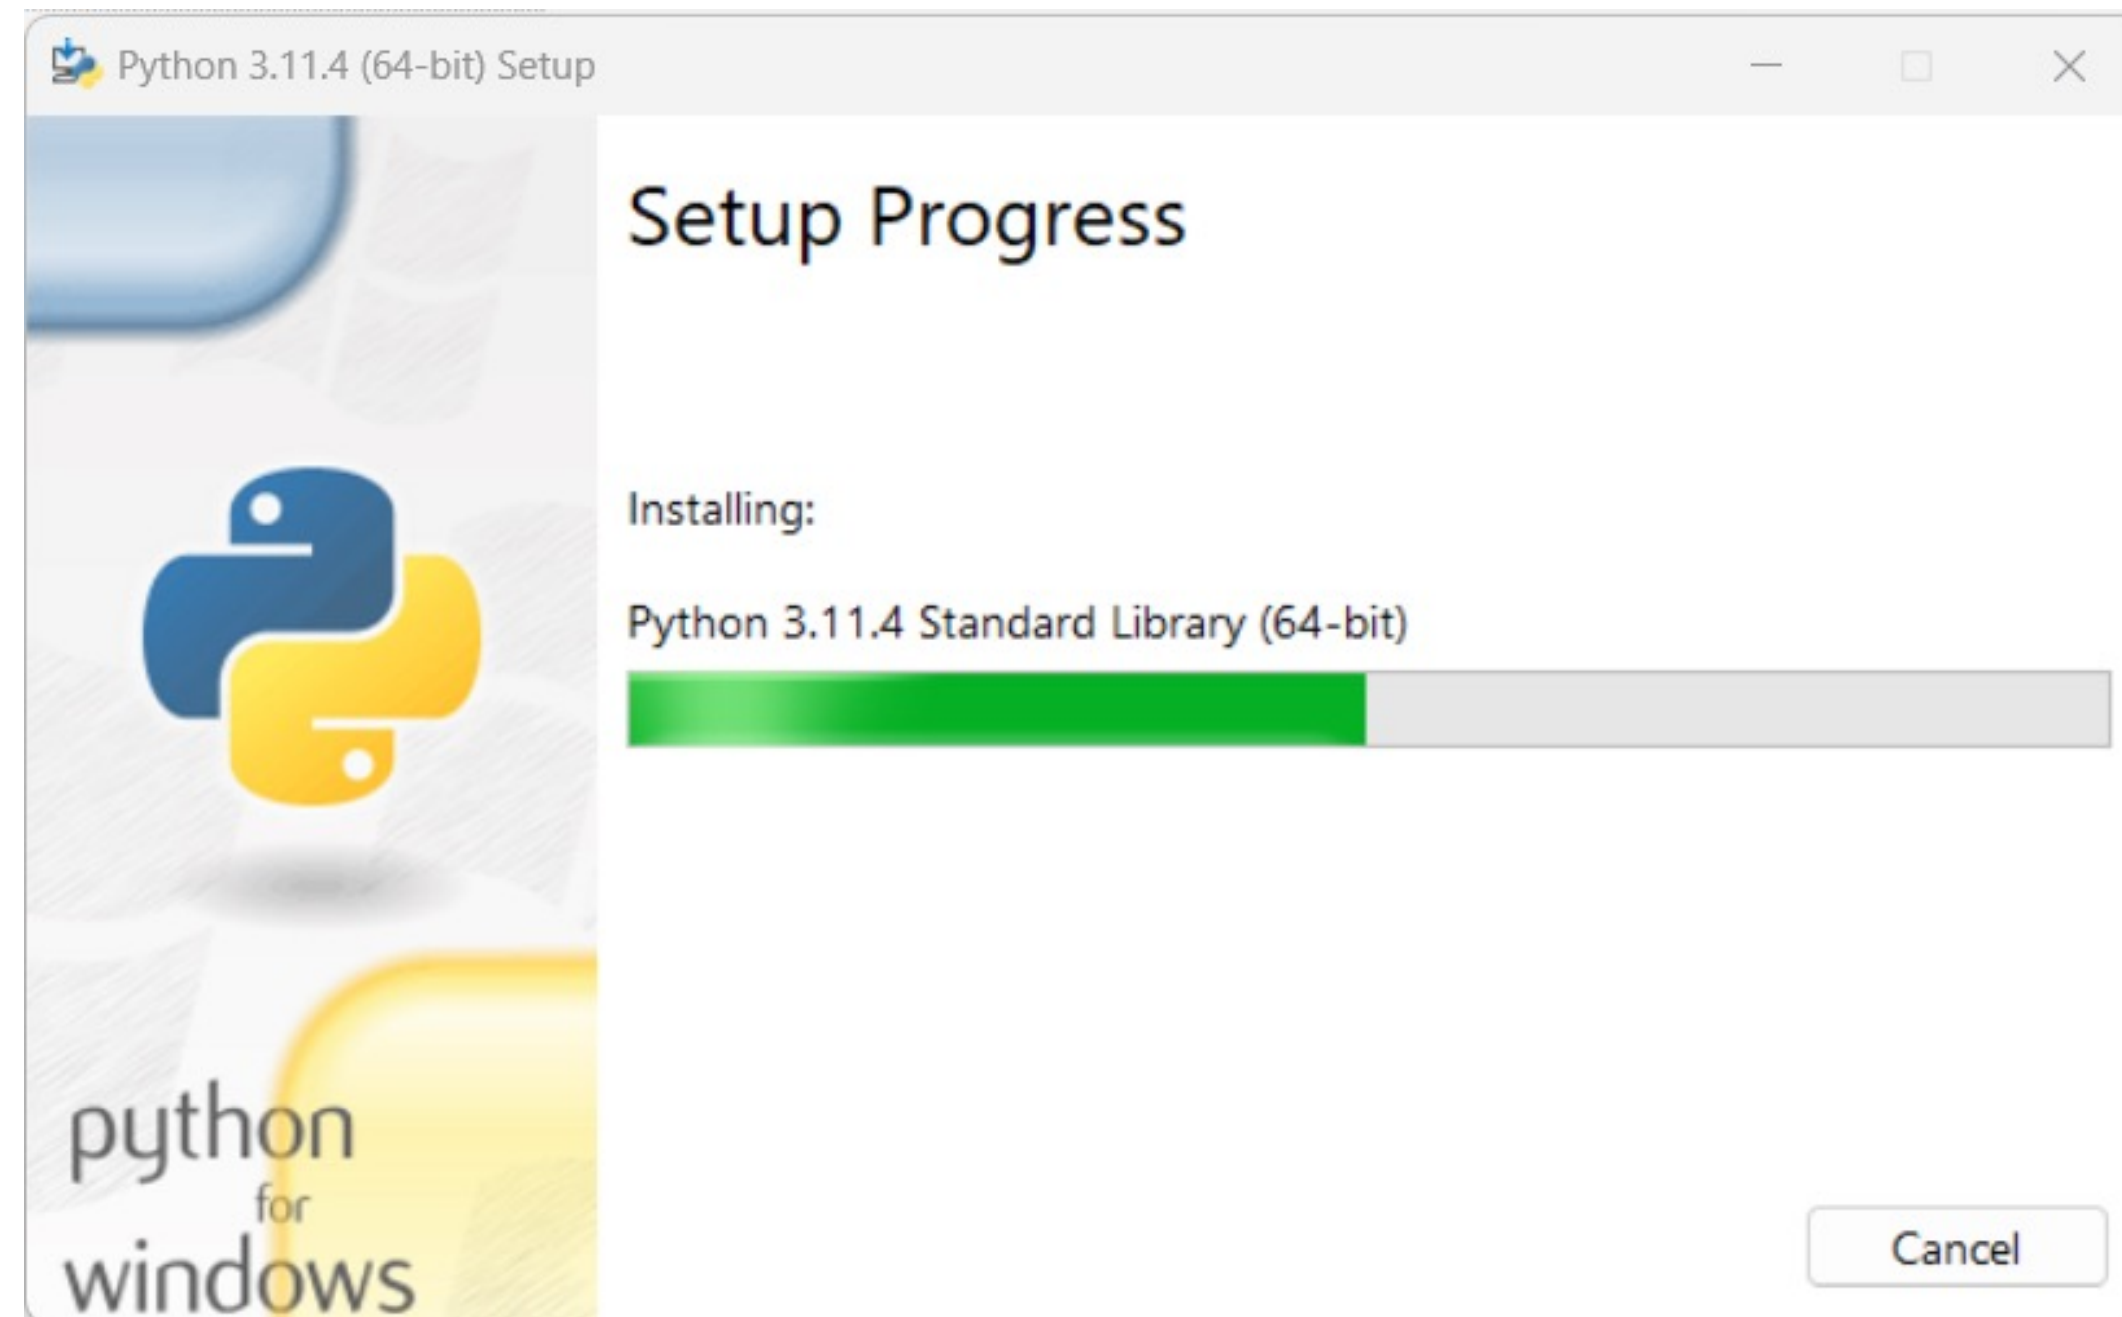 Python 3.11.4 (64-bit) Setup
Setup Progress
Installing:
Python 3.11.4 Standard Library (64-bit)
python
for
windows
Cancel